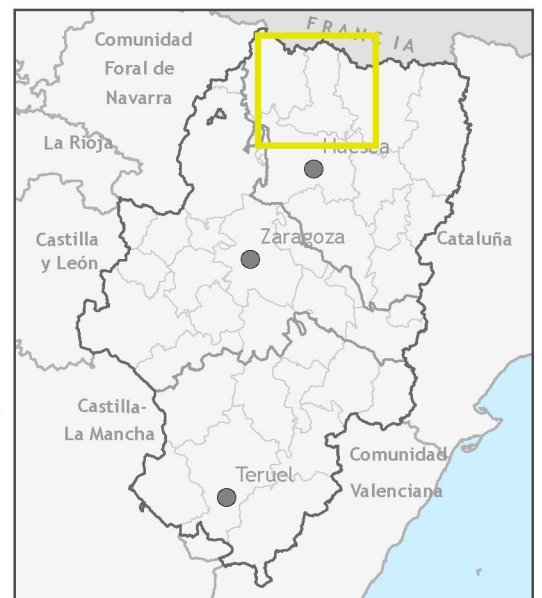 FRANCIA
Comunidad
Foral de
Navarra
La Rioja
Huesca
Castilla
y León
Zaragoza
Cataluña
Castilla-
La Mancha
Teruel
Comunidad
Valenciana